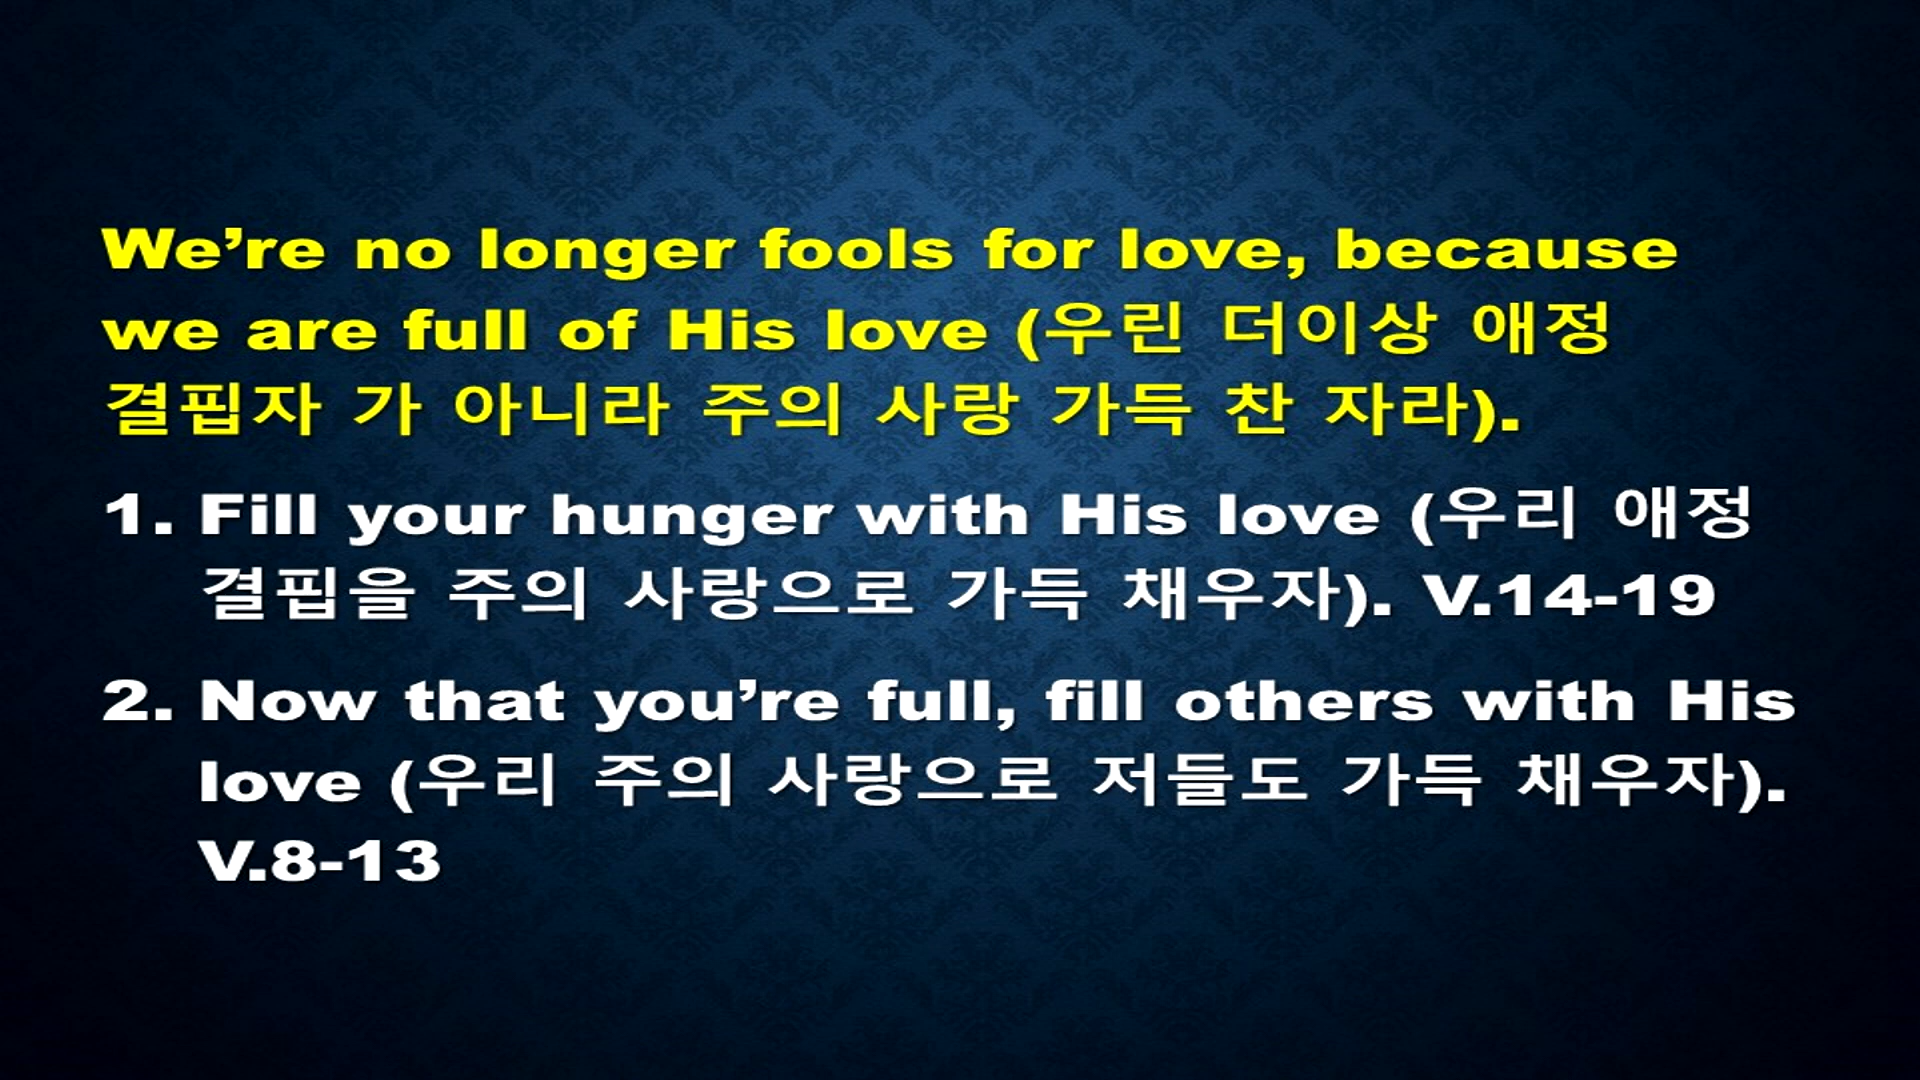 We’re no longer fools for love, because
we are full of His love (우린 더이상 애정
결핍자 가 아니라 주의 사랑 가득 찬 자라).
1. Fill your hunger with His love (우리 애정
결핍을 주의 사랑으로 가득 채우자). V.14-19
2. Now that you’re full, fill others with His
love (우리 주의 사랑으로 저들도 가득 채우자).
V.8-13